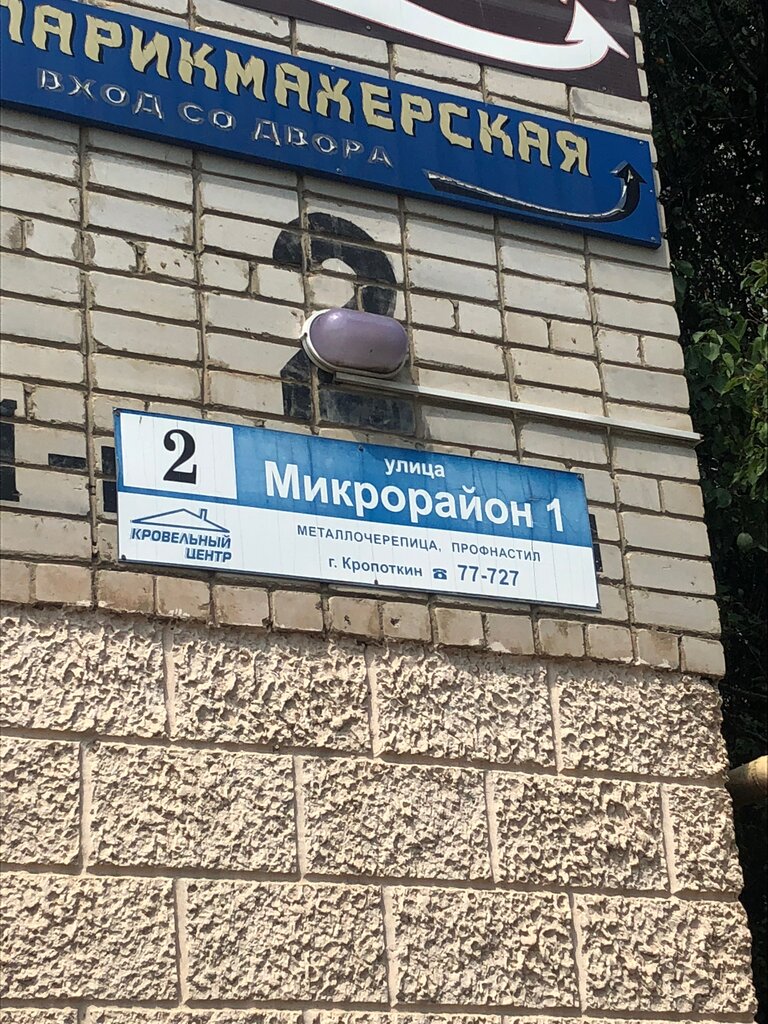 ПАРИКМАХЕРСКАЯ
ВХОД СО ДВОРА
2
2
улица
Микрорайон 1
КРОВЕЛЬНЫЙ
ЦЕНТР
МЕТАЛЛОЧЕРЕПИЦА, ПРОФНАСТИЛ
г. Кропоткин ☎ 77-727